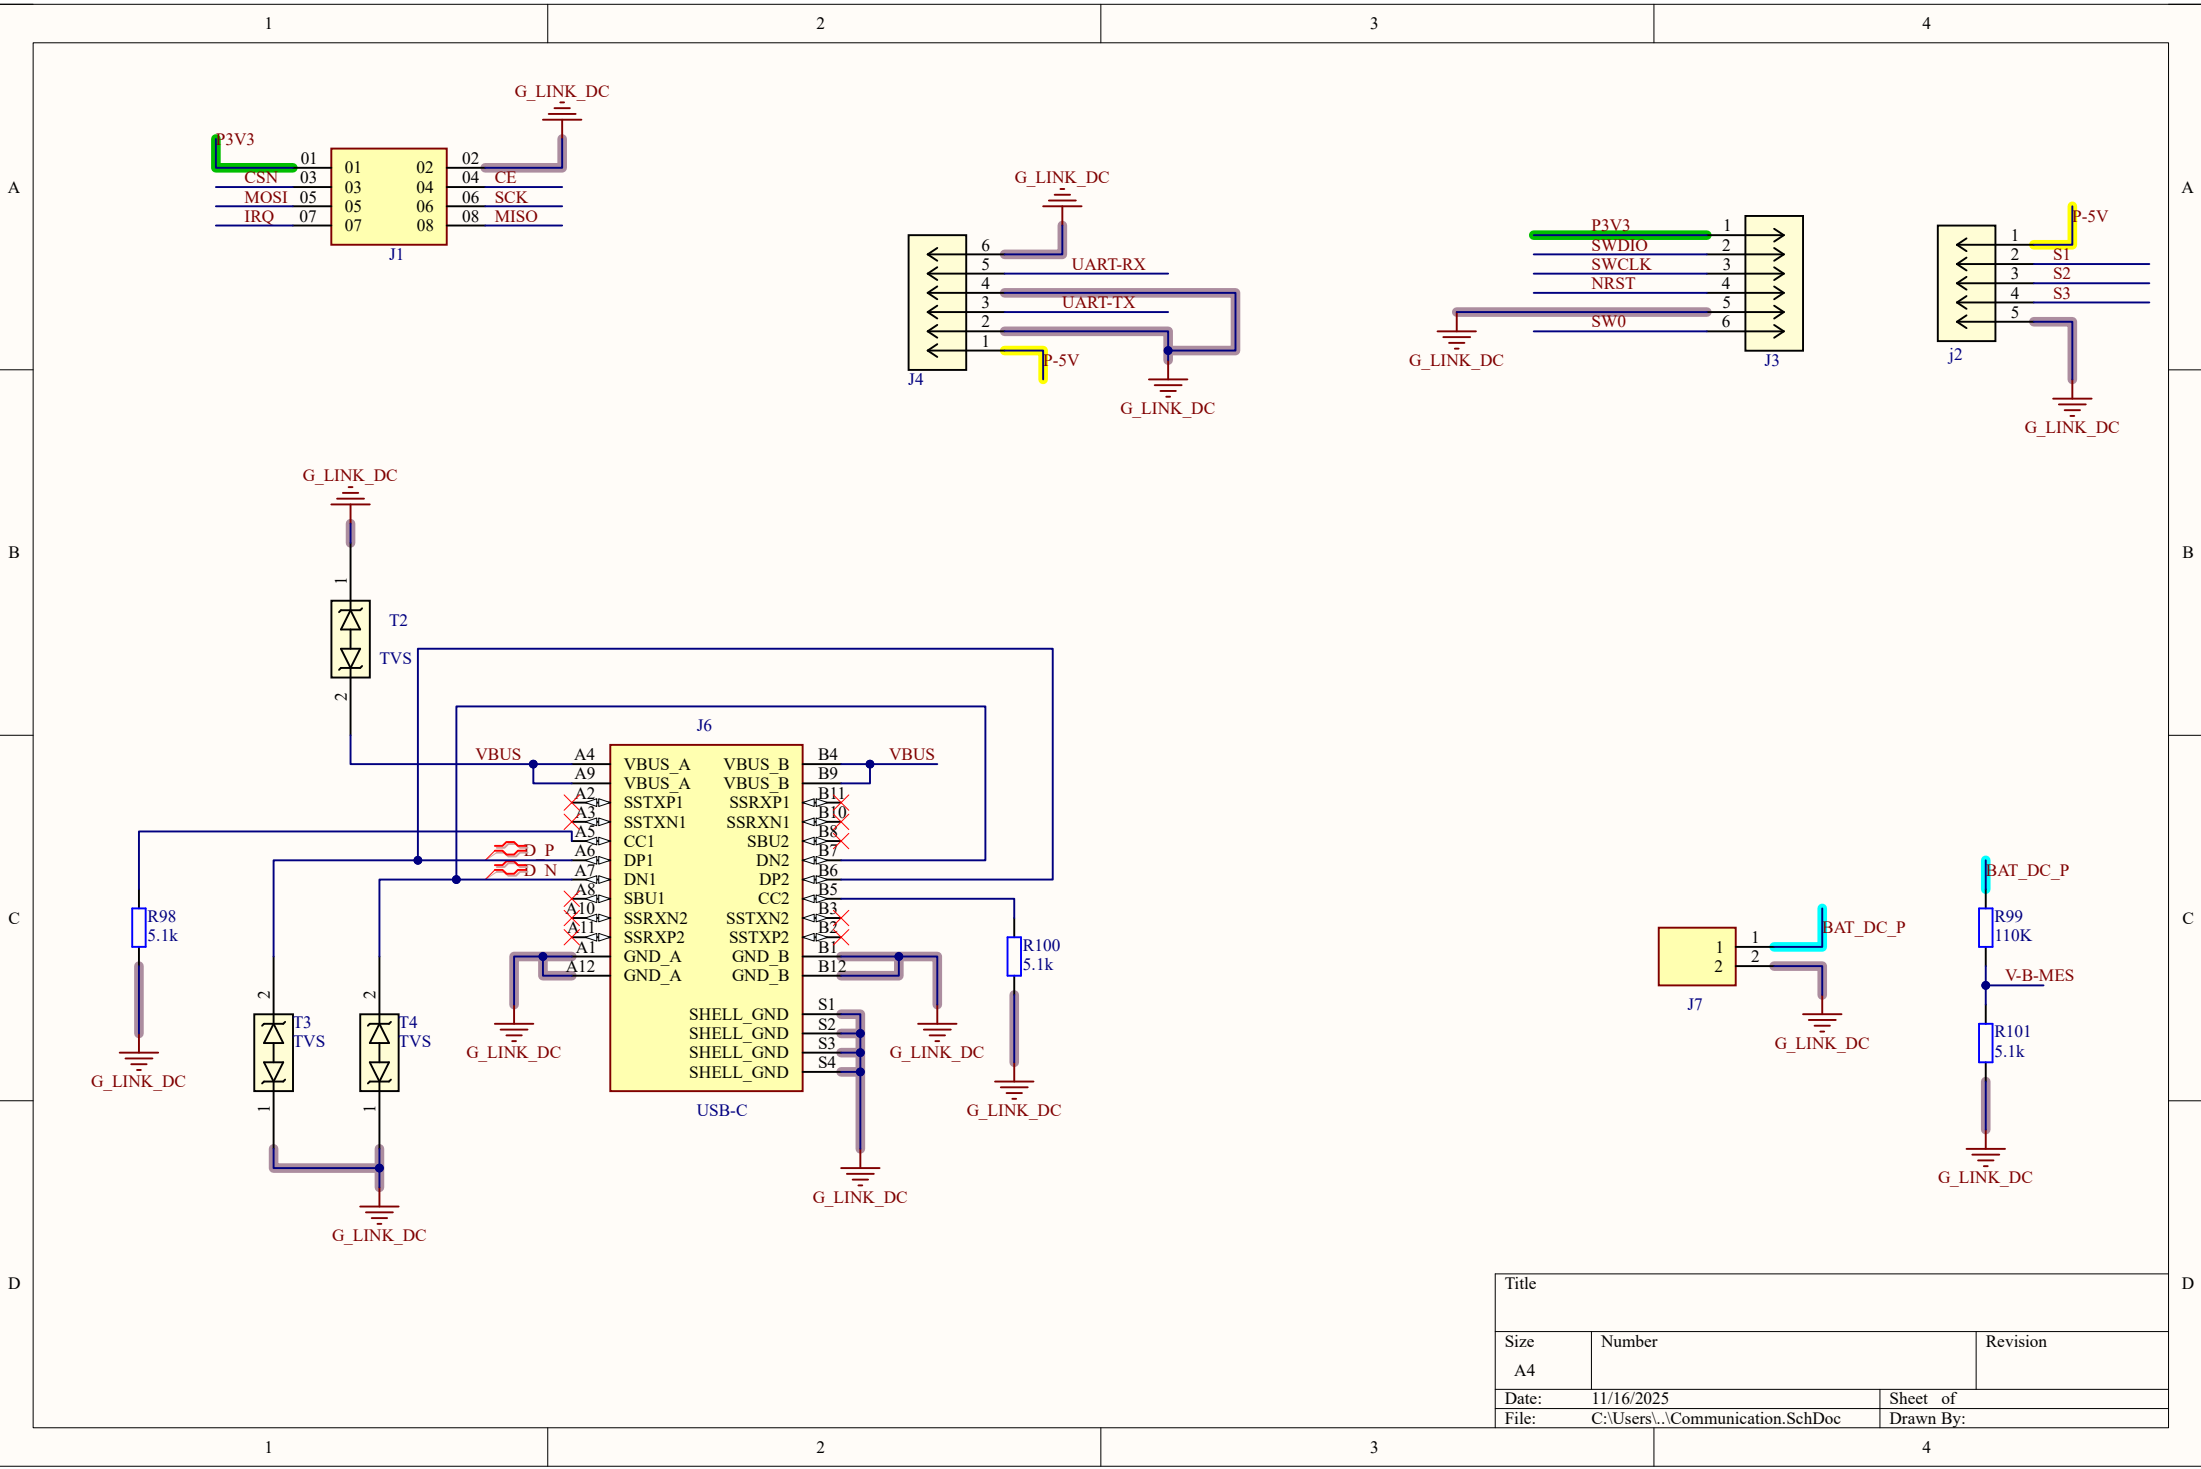 1 2 3 4
A A
B B
C C
D D
1 2 3 4
G_LINK_DC
P3V3
01 01 02 02
CSN 03 03 04 04 CE
MOSI 05 05 06 06 SCK
IRQ 07 07 08 08 MISO
J1
G_LINK_DC
6
5 UART-RX
4
3 UART-TX
2
1 P-5V
J4
G_LINK_DC
P3V3 1
SWDIO 2
SWCLK 3
NRST 4
5
SW0 6
G_LINK_DC
J3
P-5V
1
2 S1
3 S2
4 S3
5
j2
G_LINK_DC
G_LINK_DC
1
T2
TVS
2
J6
VBUS A4 VBUS_A VBUS_B B4 VBUS
A9 VBUS_A VBUS_B B9
A2 SSTXP1 SSRXP1 B11
A3 SSTXN1 SSRXN1 B10
A5 CC1 SBU2 B8
D_P A6 DP1 DN2 B7
D_N A7 DN1 DP2 B6
A8 SBU1 CC2 B5
A10 SSRXN2 SSTXN2 B3
A11 SSRXP2 SSTXP2 B2
A1 GND_A GND_B B1
A12 GND_A GND_B B12
SHELL_GND S1
SHELL_GND S2
SHELL_GND S3
SHELL_GND S4
USB-C
R98
5.1k
G_LINK_DC
2
T3
TVS
1
2
T4
TVS
1
G_LINK_DC
G_LINK_DC
G_LINK_DC
G_LINK_DC
R100
5.1k
G_LINK_DC
BAT_DC_P
1 1
2 2
J7
G_LINK_DC
BAT_DC_P
R99
110K
V-B-MES
R101
5.1k
G_LINK_DC
Title
Size Number Revision
A4
Date: 11/16/2025 Sheet of
File: C:\Users\..\Communication.SchDoc Drawn By: